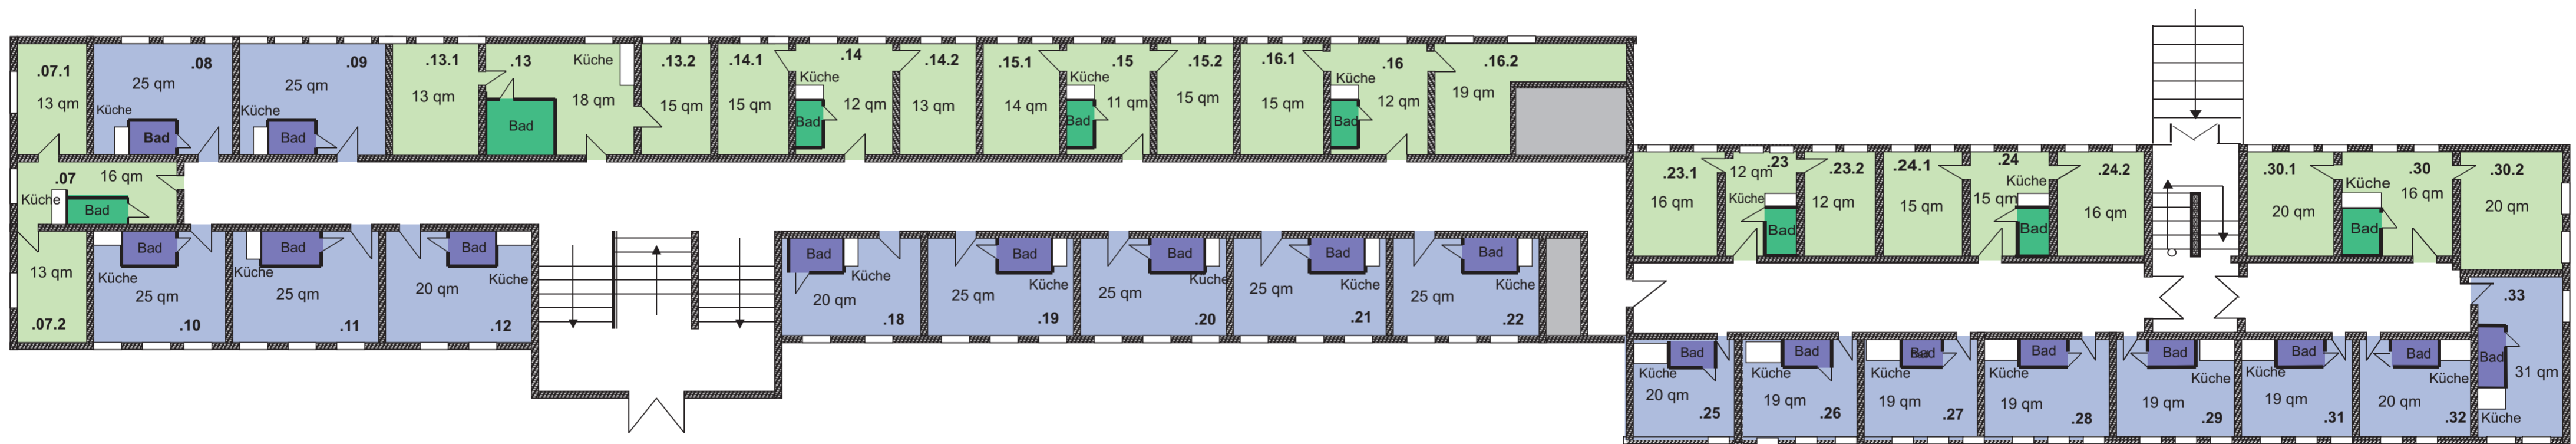 .07.1
13 qm
.08
25 qm
Küche
Bad
.09
25 qm
Küche
Bad
.13.1
13 qm
.13
Küche
18 qm
Bad
.13.2
15 qm
.14.1
15 qm
.14
Küche
12 qm
Bad
.14.2
13 qm
.15.1
14 qm
.15
Küche
11 qm
Bad
.15.2
15 qm
.16.1
15 qm
.16
Küche
12 qm
Bad
.16.2
19 qm
.07
16 qm
Küche
Bad
13 qm
.07.2
Bad
Küche
25 qm
.10
Bad
Küche
25 qm
.11
Bad
Küche
20 qm
.12
Bad
Küche
20 qm
.18
Bad
Küche
25 qm
.19
Bad
Küche
25 qm
.20
Bad
Küche
25 qm
.21
Bad
Küche
25 qm
.22
.23.1
16 qm
.23
12 qm
Küche
Bad
.23.2
12 qm
.24.1
15 qm
.24
Küche
15 qm
Bad
.24.2
16 qm
.30.1
20 qm
.30
Küche
16 qm
Bad
.30.2
20 qm
.33
Bad
31 qm
Küche
Bad
Küche
20 qm
.25
Bad
Küche
19 qm
.26
Bad
Küche
19 qm
.27
Bad
Küche
19 qm
.28
Bad
Küche
19 qm
.29
Bad
Küche
19 qm
.31
Bad
Küche
20 qm
.32